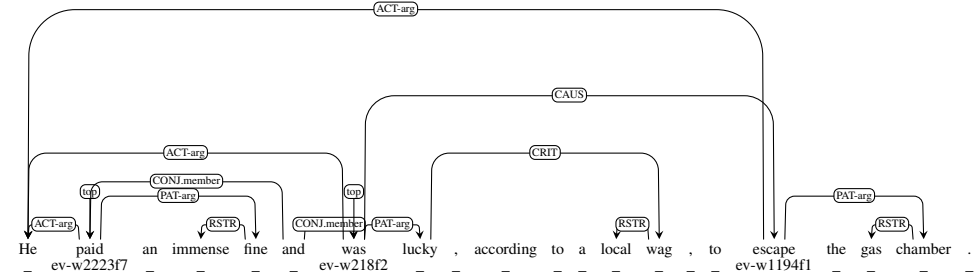 ACT-arg
CAUS
ACT-arg CRIT
top CONJ.member top
PAT-arg PAT-arg
ACT-arg RSTR CONJ.member PAT-arg RSTR RSTR
He paid an immense fine and was lucky , according to a local wag , to escape the gas chamber .
_ ev-w2223f7 _ _ _ _ ev-w218f2 _ _ _ _ _ _ _ _ _ ev-w1194f1 _ _ _ _